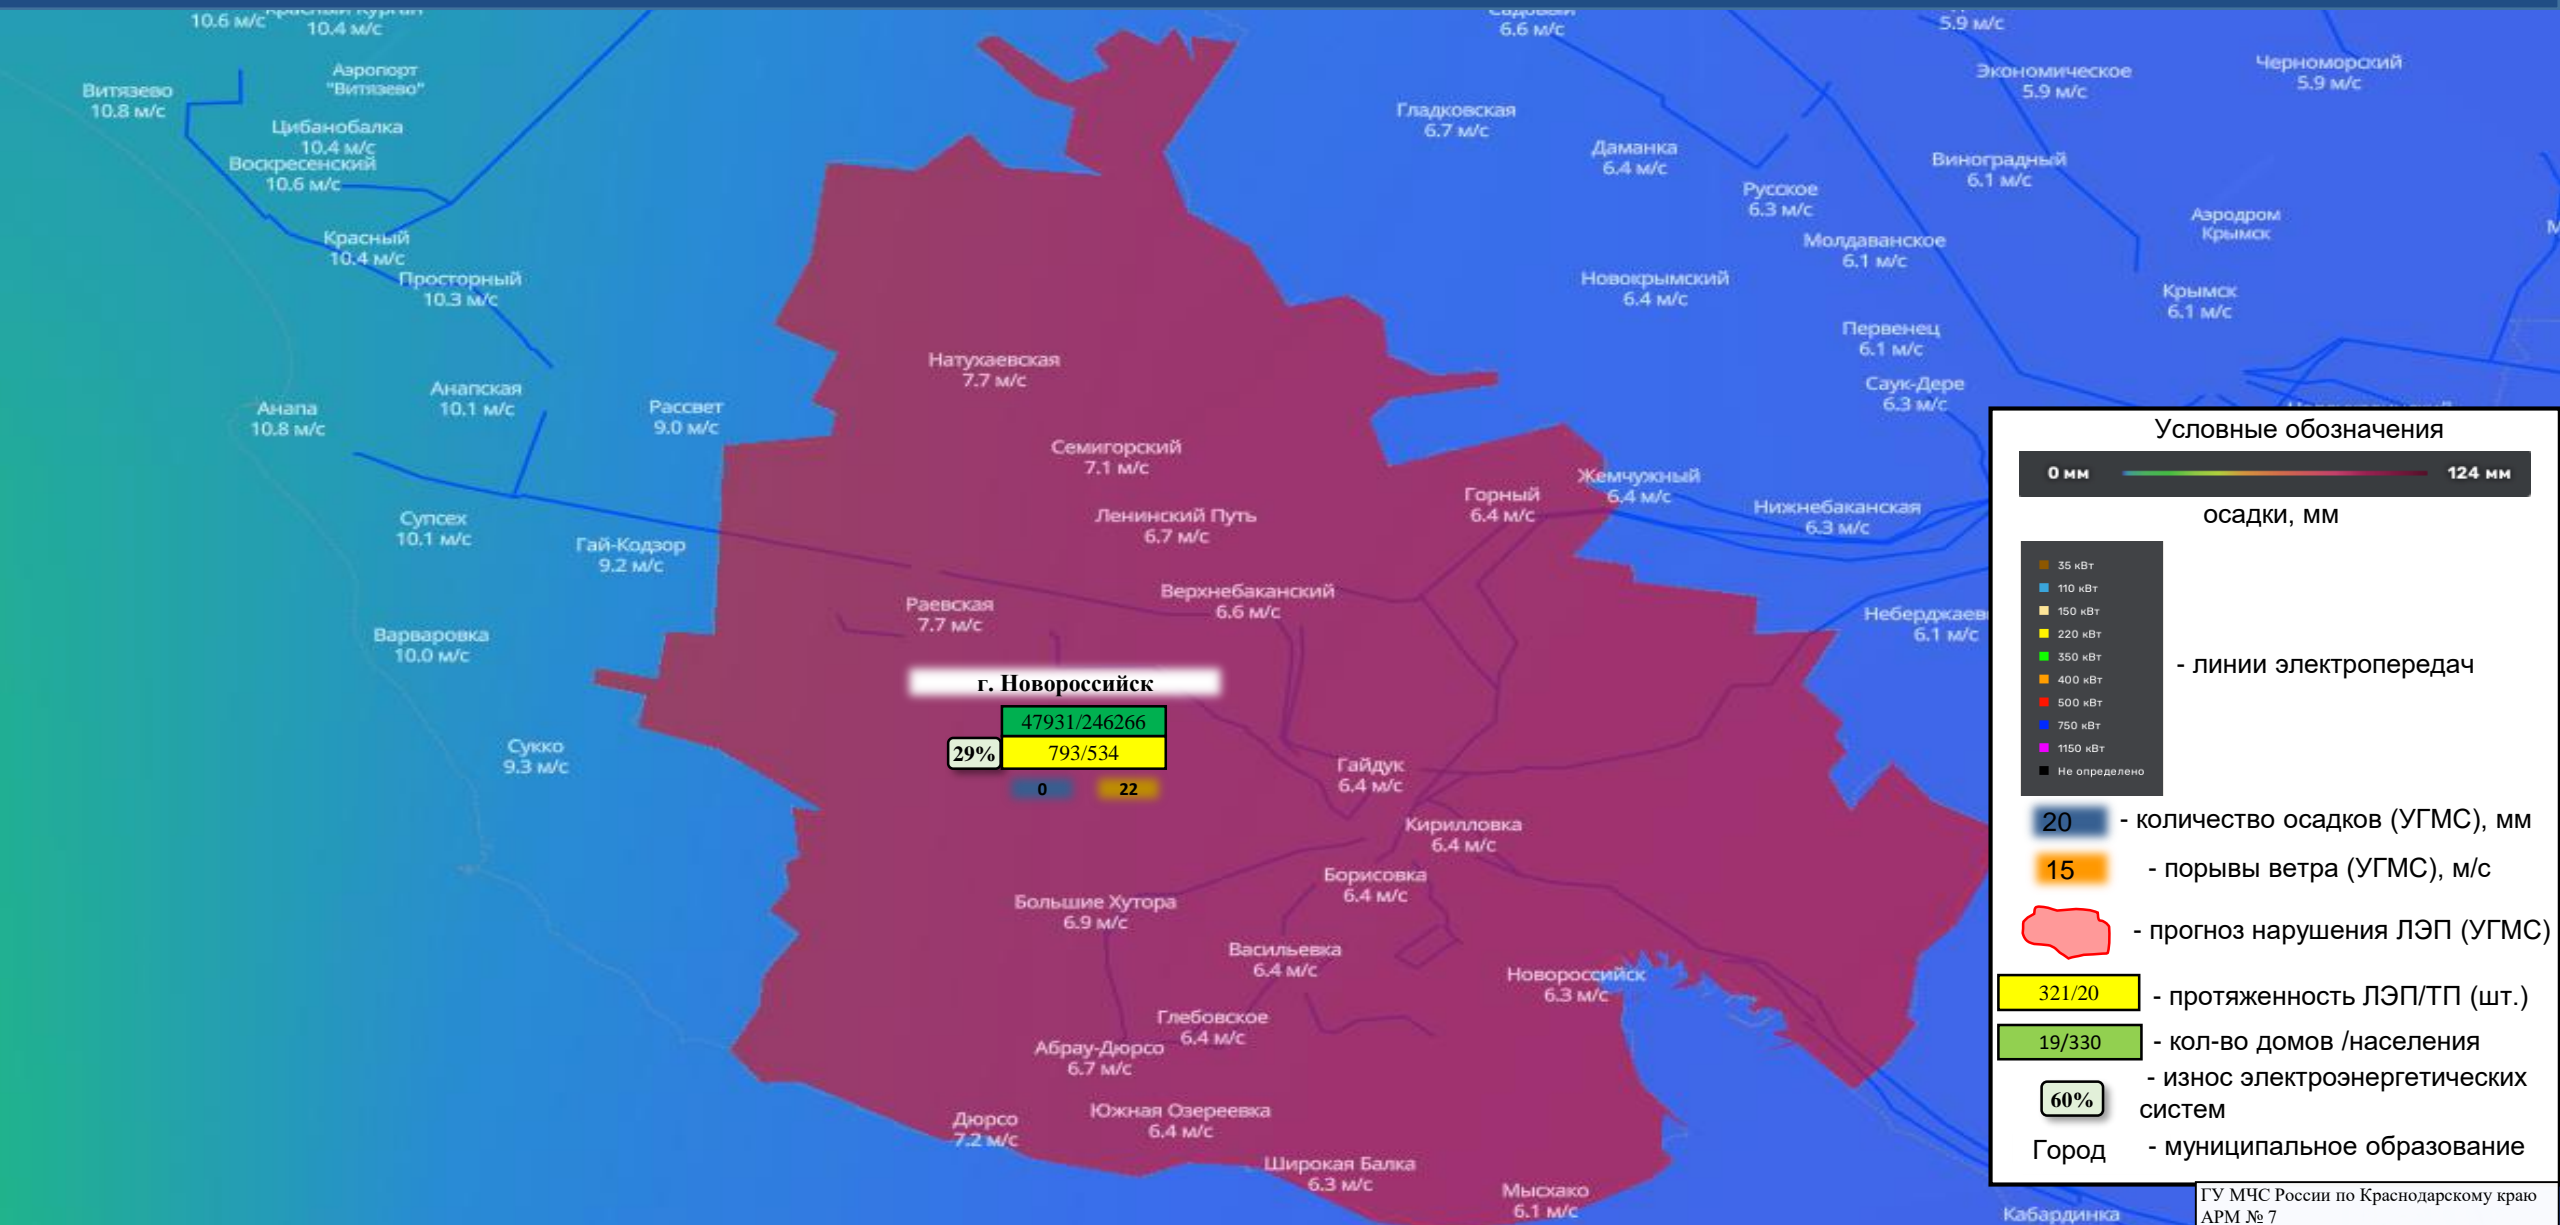 10.6 м/с
10.4 м/с
6.6 м/с
5.9 м/с
Витязево
10.8 м/с
Аэропорт
"Витязево"
Цибанобалка
10.4 м/с
Воскресенский
10.6 м/с
Красный
10.4 м/с
Просторный
10.3 м/с
Анапская
10.1 м/с
Анапа
10.8 м/с
Рассвет
9.0 м/с
Супсех
10.1 м/с
Гай-Кодзор
9.2 м/с
Варваровка
10.0 м/с
Сукко
9.3 м/с
Гладковская
6.7 м/с
Даманка
6.4 м/с
Русское
6.3 м/с
Экономическое
5.9 м/с
Черноморский
5.9 м/с
Виноградный
6.1 м/с
Аэродром
Крымск
Молдаванское
6.1 м/с
Новокрымский
6.4 м/с
Крымск
6.1 м/с
Первенец
6.1 м/с
Саук-Дере
6.3 м/с
Натухаевская
7.7 м/с
Семигорский
7.1 м/с
Ленинский Путь
6.7 м/с
Горный
6.4 м/с
Жемчужный
6.4 м/с
Нижнебаканская
6.3 м/с
Верхнебаканский
6.6 м/с
Раевская
7.7 м/с
Неберджаев
6.1 м/с
г. Новороссийск
47931/246266
29%
793/534
0
22
Гайдук
6.4 м/с
Кирилловка
6.4 м/с
Борисовка
6.4 м/с
Большие Хутора
6.9 м/с
Васильевка
6.4 м/с
Новороссийск
6.3 м/с
Глебовское
6.4 м/с
Абрау-Дюрсо
6.7 м/с
Дюрсо
7.2 м/с
Южная Озереевка
6.4 м/с
Широкая Балка
6.3 м/с
Мысхако
6.1 м/с
Кабардинка
Условные обозначения
0 мм 124 мм
осадки, мм
35 кВт
110 кВт
150 кВт
220 кВт
350 кВт
400 кВт
500 кВт
750 кВт
1150 кВт
Не определено
- линии электропередач
20 - количество осадков (УГМС), мм
15 - порывы ветра (УГМС), м/с
- прогноз нарушения ЛЭП (УГМС)
321/20 - протяженность ЛЭП/ТП (шт.)
19/330 - кол-во домов /населения
60% - износ электроэнергетических
систем
Город - муниципальное образование
ГУ МЧС России по Краснодарскому краю
АРМ № 7